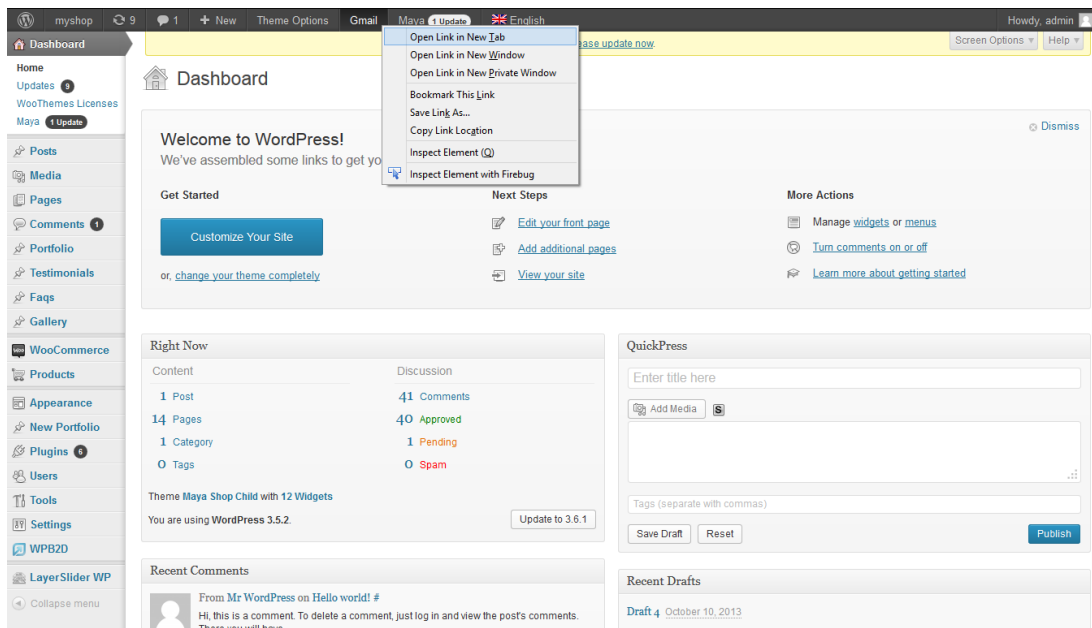 myshop 9 1 + New Theme Options Gmail Maya 1 Update English Howdy, admin
Open Link in New Tab
Open Link in New Window
Open Link in New Private Window
Bookmark This Link
Save Link As...
Copy Link Location
Inspect Element (Q)
Inspect Element with Firebug
update now.
Screen Options Help
Dashboard
Home
Updates 9
WooThemes Licenses
Maya 1 Update
Posts
Media
Pages
Comments 1
Portfolio
Testimonials
Faqs
Gallery
WooCommerce
Products
Appearance
New Portfolio
Plugins 6
Users
Tools
Settings
WPB2D
LayerSlider WP
Collapse menu
Dashboard
Dismiss
Welcome to WordPress!
We've assembled some links to get
Get Started
Customize Your Site
or, change your theme completely
Next Steps
Edit your front page
Add additional pages
View your site
More Actions
Manage widgets or menus
Turn comments on or off
Learn more about getting started
Right Now
Content Discussion
1 Post 41 Comments
14 Pages 40 Approved
1 Category 1 Pending
0 Tags 0 Spam
Theme Maya Shop Child with 12 Widgets
You are using WordPress 3.5.2. Update to 3.6.1
Recent Comments
From Mr WordPress on Hello world! #
Hi, this is a comment. To delete a comment, just log in and view the post's comments.
QuickPress
Enter title here
Add Media S
Tags (separate with commas)
Save Draft Reset Publish
Recent Drafts
Draft 4 October 10, 2013